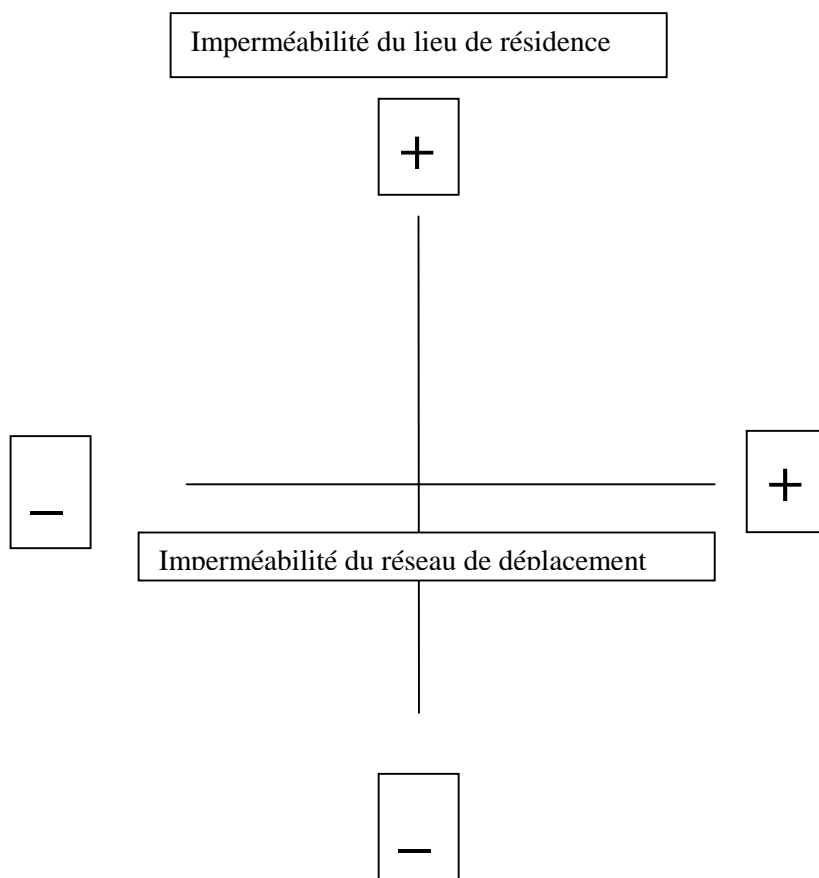 Imperméabilité du lieu de résidence
+
_
+
Imperméabilité du réseau de déplacement
_